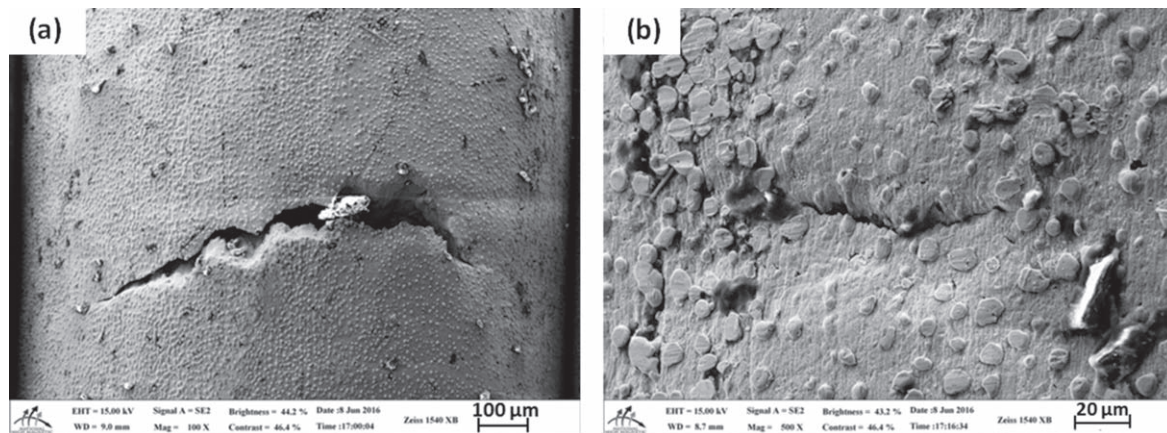 (a)
(b)
EHT = 15.00 kV Signal A = SE2 Brightness = 44.2 % Date :8 Jun 2016 100 µm
WD = 9.0 mm Mag = 100 X Contrast = 46.4 % Time :17:00:04 Zeiss 1540 XB
EHT = 15.00 kV Signal A = SE2 Brightness = 43.2 % Date :8 Jun 2016 20 µm
WD = 8.7 mm Mag = 500 X Contrast = 46.4 % Time :17:16:34 Zeiss 1540 XB